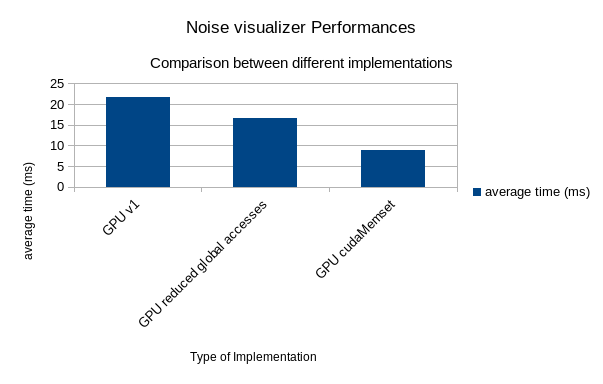 Noise visualizer Performances
Comparison between different implementations
25
20
15
10
5
0
average time (ms)
GPU v1
GPU reduced global accesses
GPU cudaMemset
average time (ms)
Type of Implementation